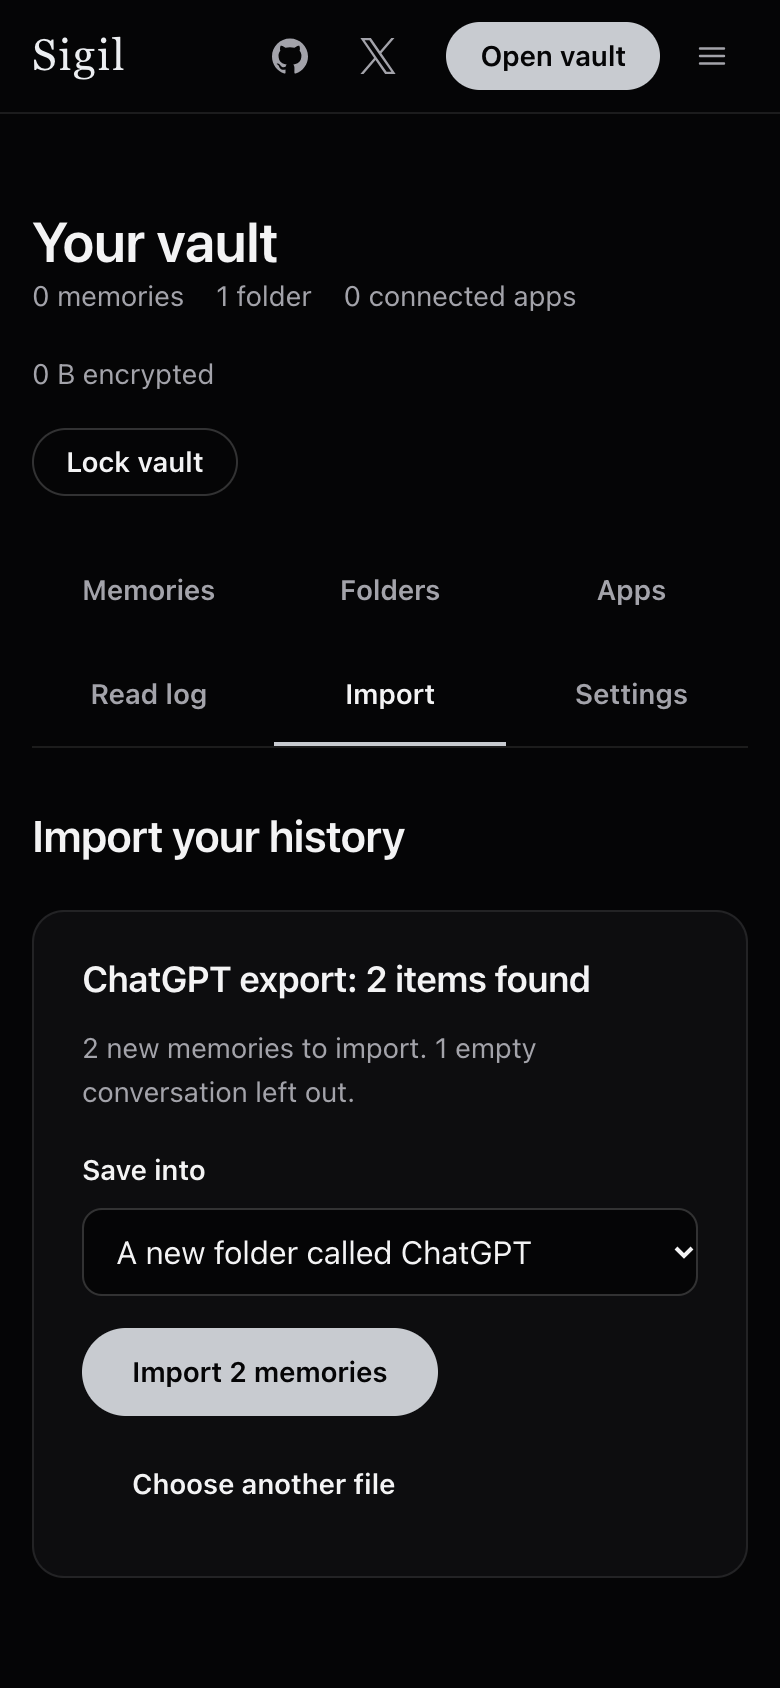 Sigil
Open vault
Your vault
0 memories 1 folder 0 connected apps
0 B encrypted
Lock vault
Memories Folders Apps
Read log Import Settings
Import your history
ChatGPT export: 2 items found
2 new memories to import. 1 empty
conversation left out.
Save into
A new folder called ChatGPT
Import 2 memories
Choose another file